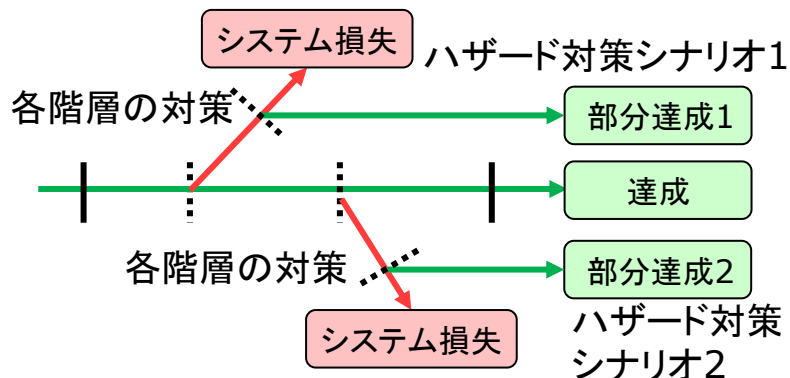 システム損失
ハザード対策シナリオ1
各階層の対策
部分達成1
達成
各階層の対策
部分達成2
システム損失
ハザード対策
シナリオ2